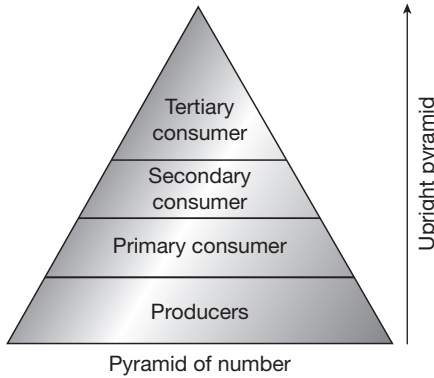 Tertiary
consumer
Secondary
consumer
Primary consumer
Producers
Upright pyramid
Pyramid of number